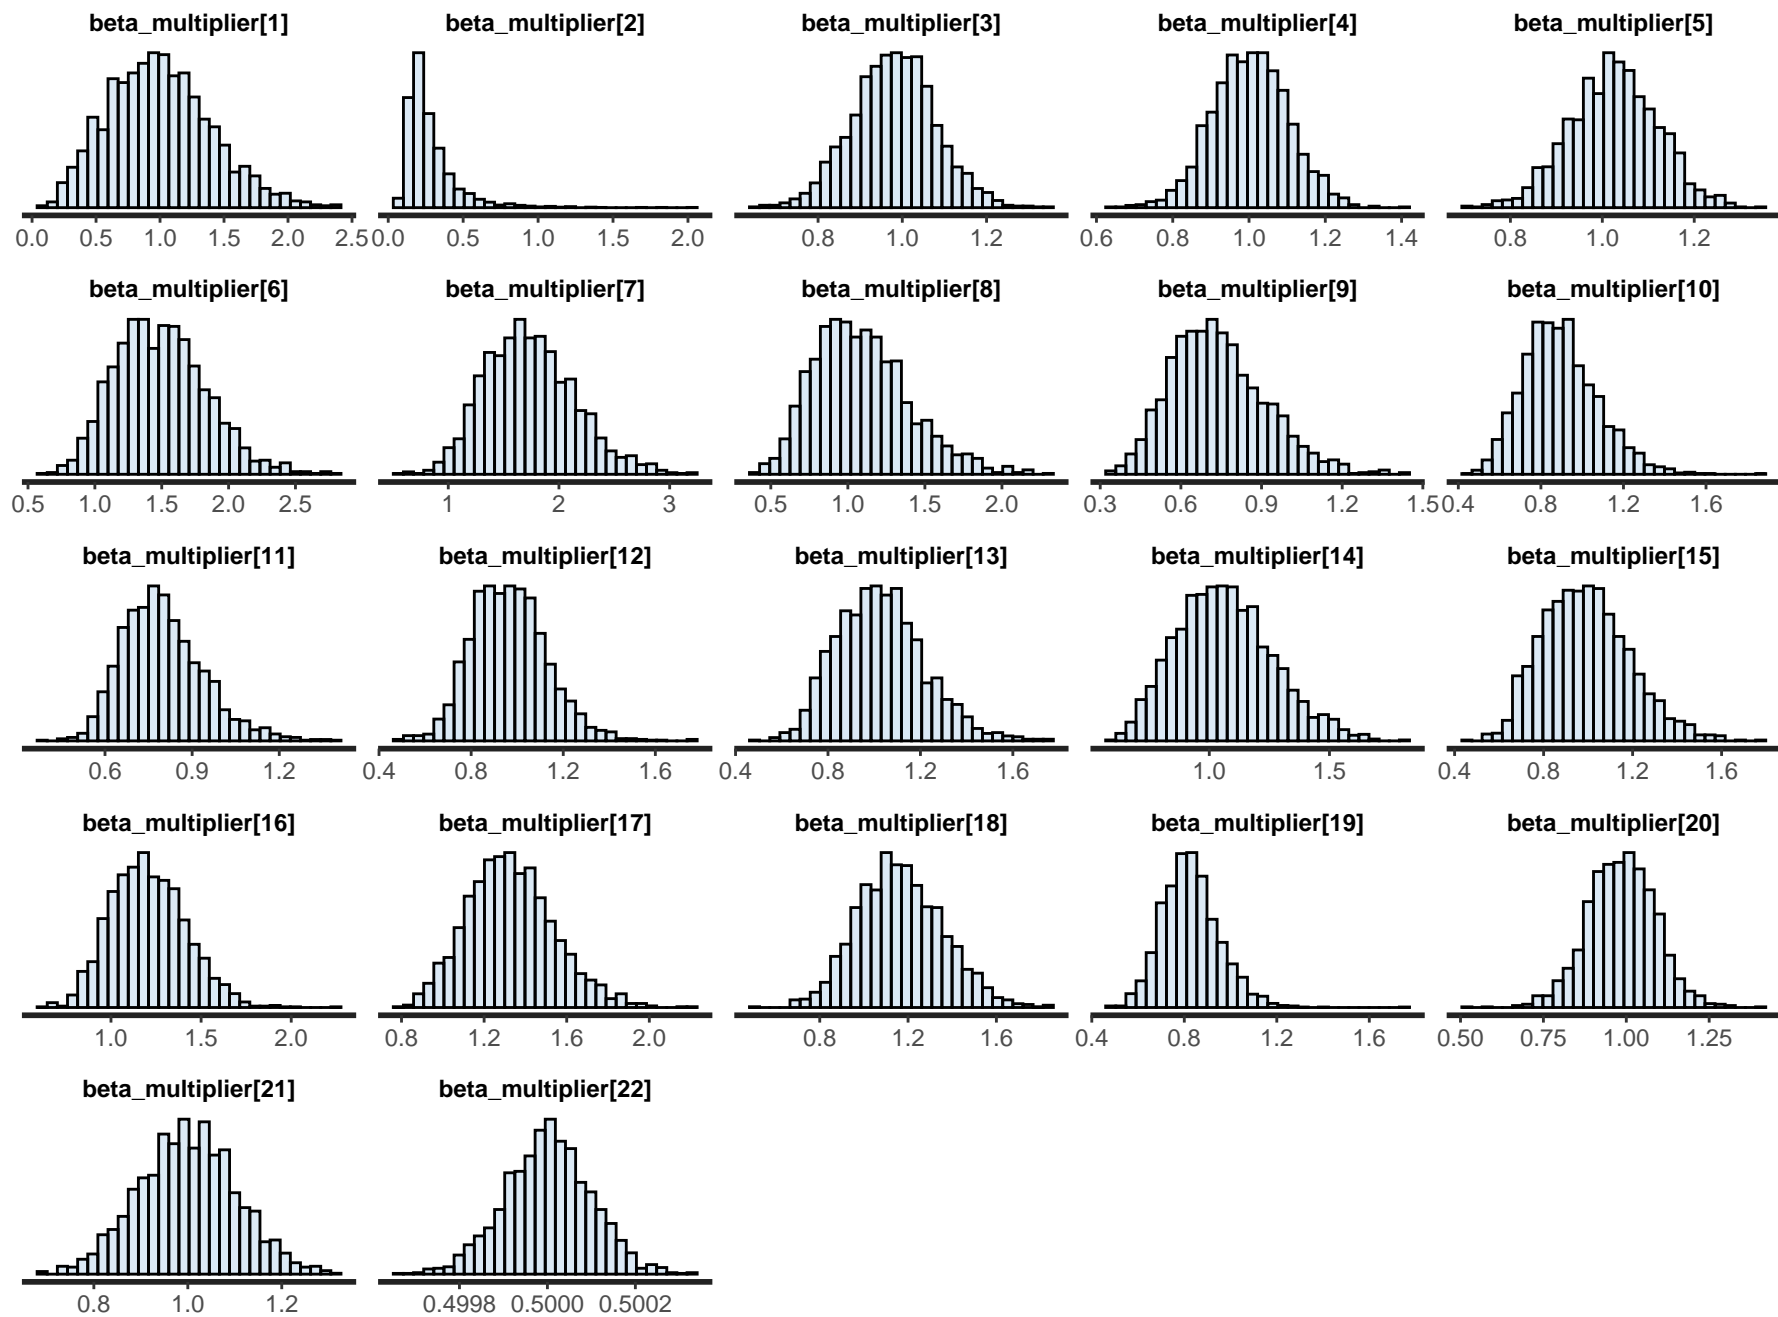 beta_multiplier[1] beta_multiplier[2] beta_multiplier[3] beta_multiplier[4] beta_multiplier[5]
0.0 0.5 1.0 1.5 2.0 2.5 0.0 0.5 1.0 1.5 2.0 0.8 1.0 1.2 0.6 0.8 1.0 1.2 1.4 0.8 1.0 1.2
beta_multiplier[6] beta_multiplier[7] beta_multiplier[8] beta_multiplier[9] beta_multiplier[10]
0.5 1.0 1.5 2.0 2.5 1 2 3 0.5 1.0 1.5 2.0 0.3 0.6 0.9 1.2 1.5 0.4 0.8 1.2 1.6
beta_multiplier[11] beta_multiplier[12] beta_multiplier[13] beta_multiplier[14] beta_multiplier[15]
0.6 0.9 1.2 0.4 0.8 1.2 1.6 0.4 0.8 1.2 1.6 1.0 1.5 0.4 0.8 1.2 1.6
beta_multiplier[16] beta_multiplier[17] beta_multiplier[18] beta_multiplier[19] beta_multiplier[20]
1.0 1.5 2.0 0.8 1.2 1.6 2.0 0.8 1.2 1.6 0.4 0.8 1.2 1.6 0.50 0.75 1.00 1.25
beta_multiplier[21] beta_multiplier[22]
0.8 1.0 1.2 0.4998 0.5000 0.5002